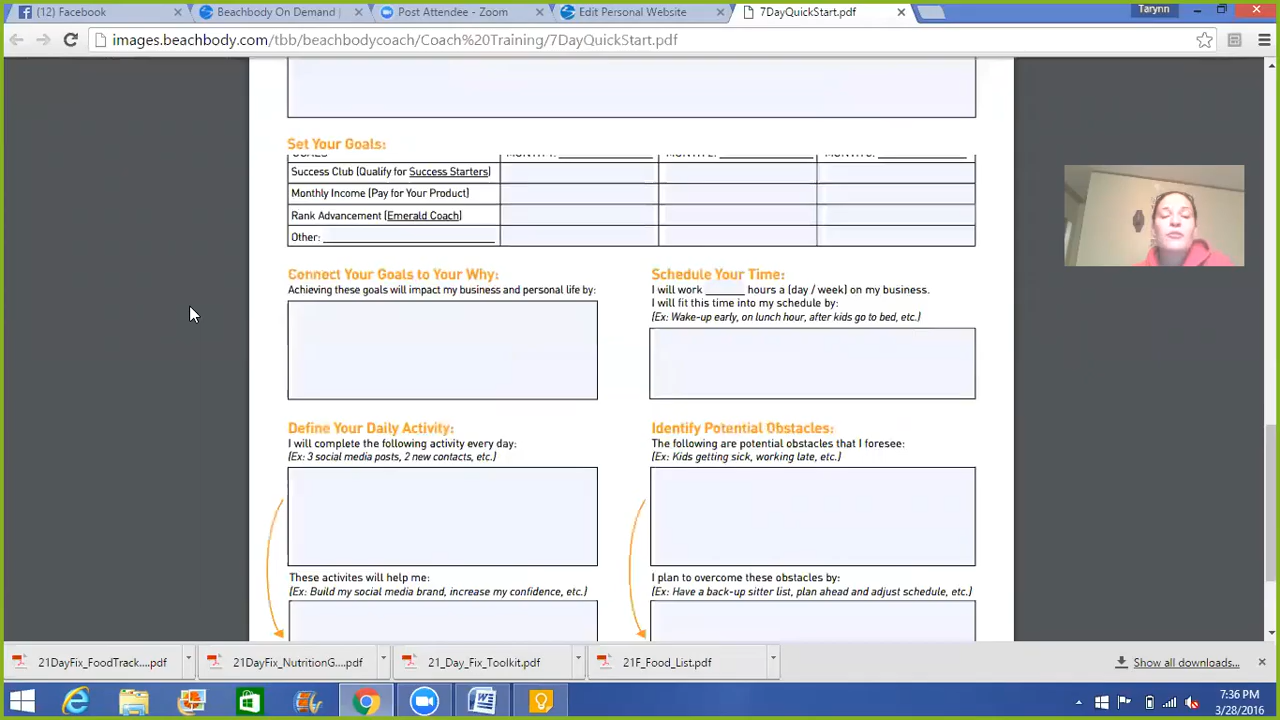 (12) Facebook
Beachbody On Demand |
Post Attendee - Zoom
Edit Personal Website
7DayQuickStart.pdf
Tarynn
images.beachbody.com/tbb/beachbodycoach/Coach%20Training/7DayQuickStart.pdf
Set Your Goals:
Success Club (Qualify for Success Starters)
Monthly Income (Pay for Your Product)
Rank Advancement (Emerald Coach)
Other:
Connect Your Goals to Your Why:
Achieving these goals will impact my business and personal life by:
Schedule Your Time:
I will work ______ hours a (day / week) on my business.
I will fit this time into my schedule by:
(Ex: Wake-up early, on lunch hour, after kids go to bed, etc.)
Define Your Daily Activity:
I will complete the following activity every day:
(Ex: 3 social media posts, 2 new contacts, etc.)
Identify Potential Obstacles:
The following are potential obstacles that I foresee:
(Ex: Kids getting sick, working late, etc.)
These activites will help me:
(Ex: Build my social media brand, increase my confidence, etc.)
I plan to overcome these obstacles by:
(Ex: Have a back-up sitter list, plan ahead and adjust schedule, etc.)
21DayFix_FoodTrack....pdf
21DayFix_NutritionG....pdf
21_Day_Fix_Toolkit.pdf
21F_Food_List.pdf
Show all downloads...
7:36 PM
3/28/2016